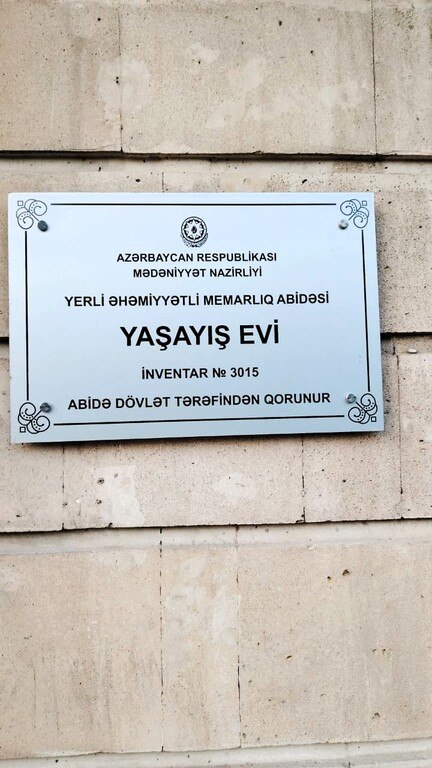 AZƏRBAYCAN RESPUBLİKASI
MƏDƏNİYYƏT NAZİRLİYİ
YERLİ ƏHƏMİYYƏTLİ MEMARLIQ ABİDƏSİ
YAŞAYIŞ EVİ
İNVENTAR № 3015
ABİDƏ DÖVLƏT TƏRƏFİNDƏN QORUNUR